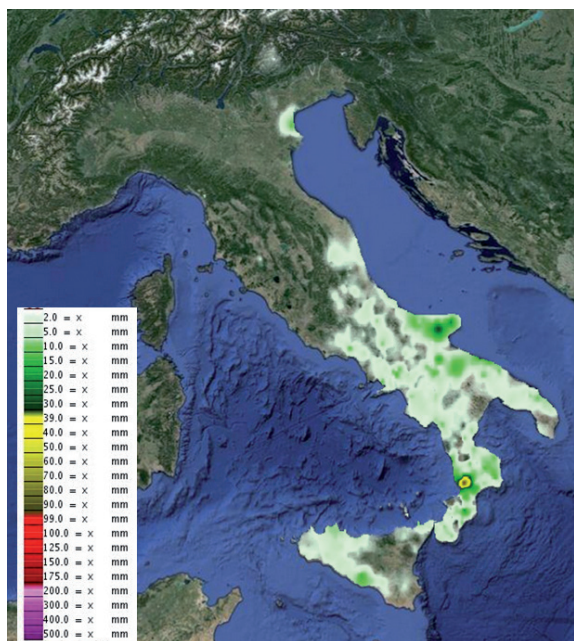 2.0 = x mm
5.0 = x mm
10.0 = x mm
15.0 = x mm
20.0 = x mm
25.0 = x mm
30.0 = x mm
39.0 = x mm
40.0 = x mm
50.0 = x mm
60.0 = x mm
70.0 = x mm
80.0 = x mm
90.0 = x mm
99.0 = x mm
100.0 = x mm
125.0 = x mm
150.0 = x mm
175.0 = x mm
200.0 = x mm
300.0 = x mm
400.0 = x mm
500.0 = x mm